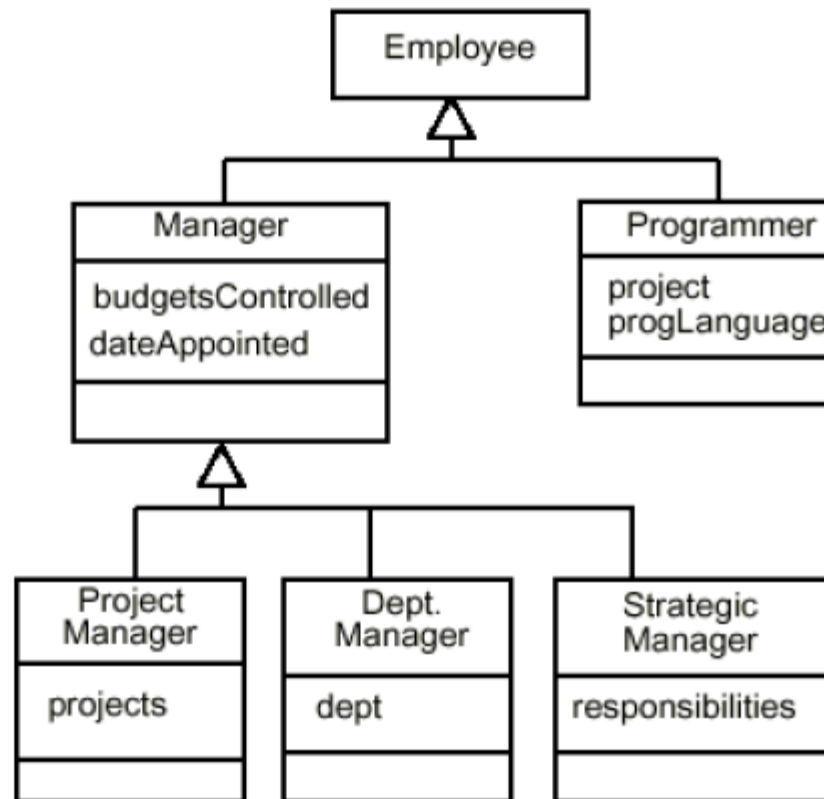 Employee
Manager
budgetsControlled
dateAppointed
Programmer
project
progLanguage
Project
Manager
projects
Dept.
Manager
dept
Strategic
Manager
responsibilities